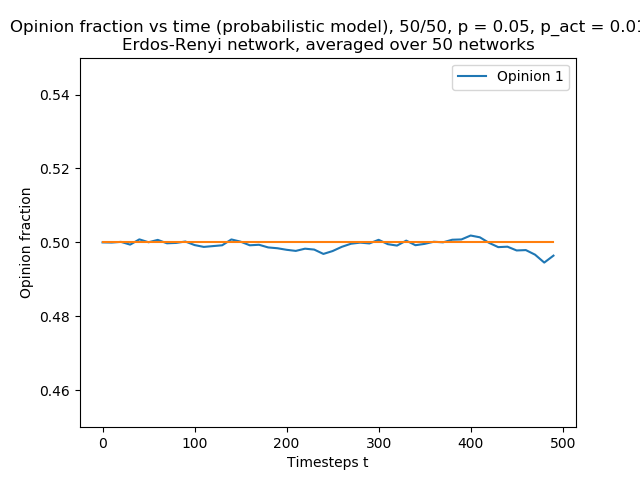 Opinion fraction vs time (probabilistic model), 50/50, p = 0.05, p_act = 0.01
Erdos-Renyi network, averaged over 50 networks
Opinion 1
0.54
0.52
0.50
0.48
0.46
Opinion fraction
0 100 200 300 400 500
Timesteps t